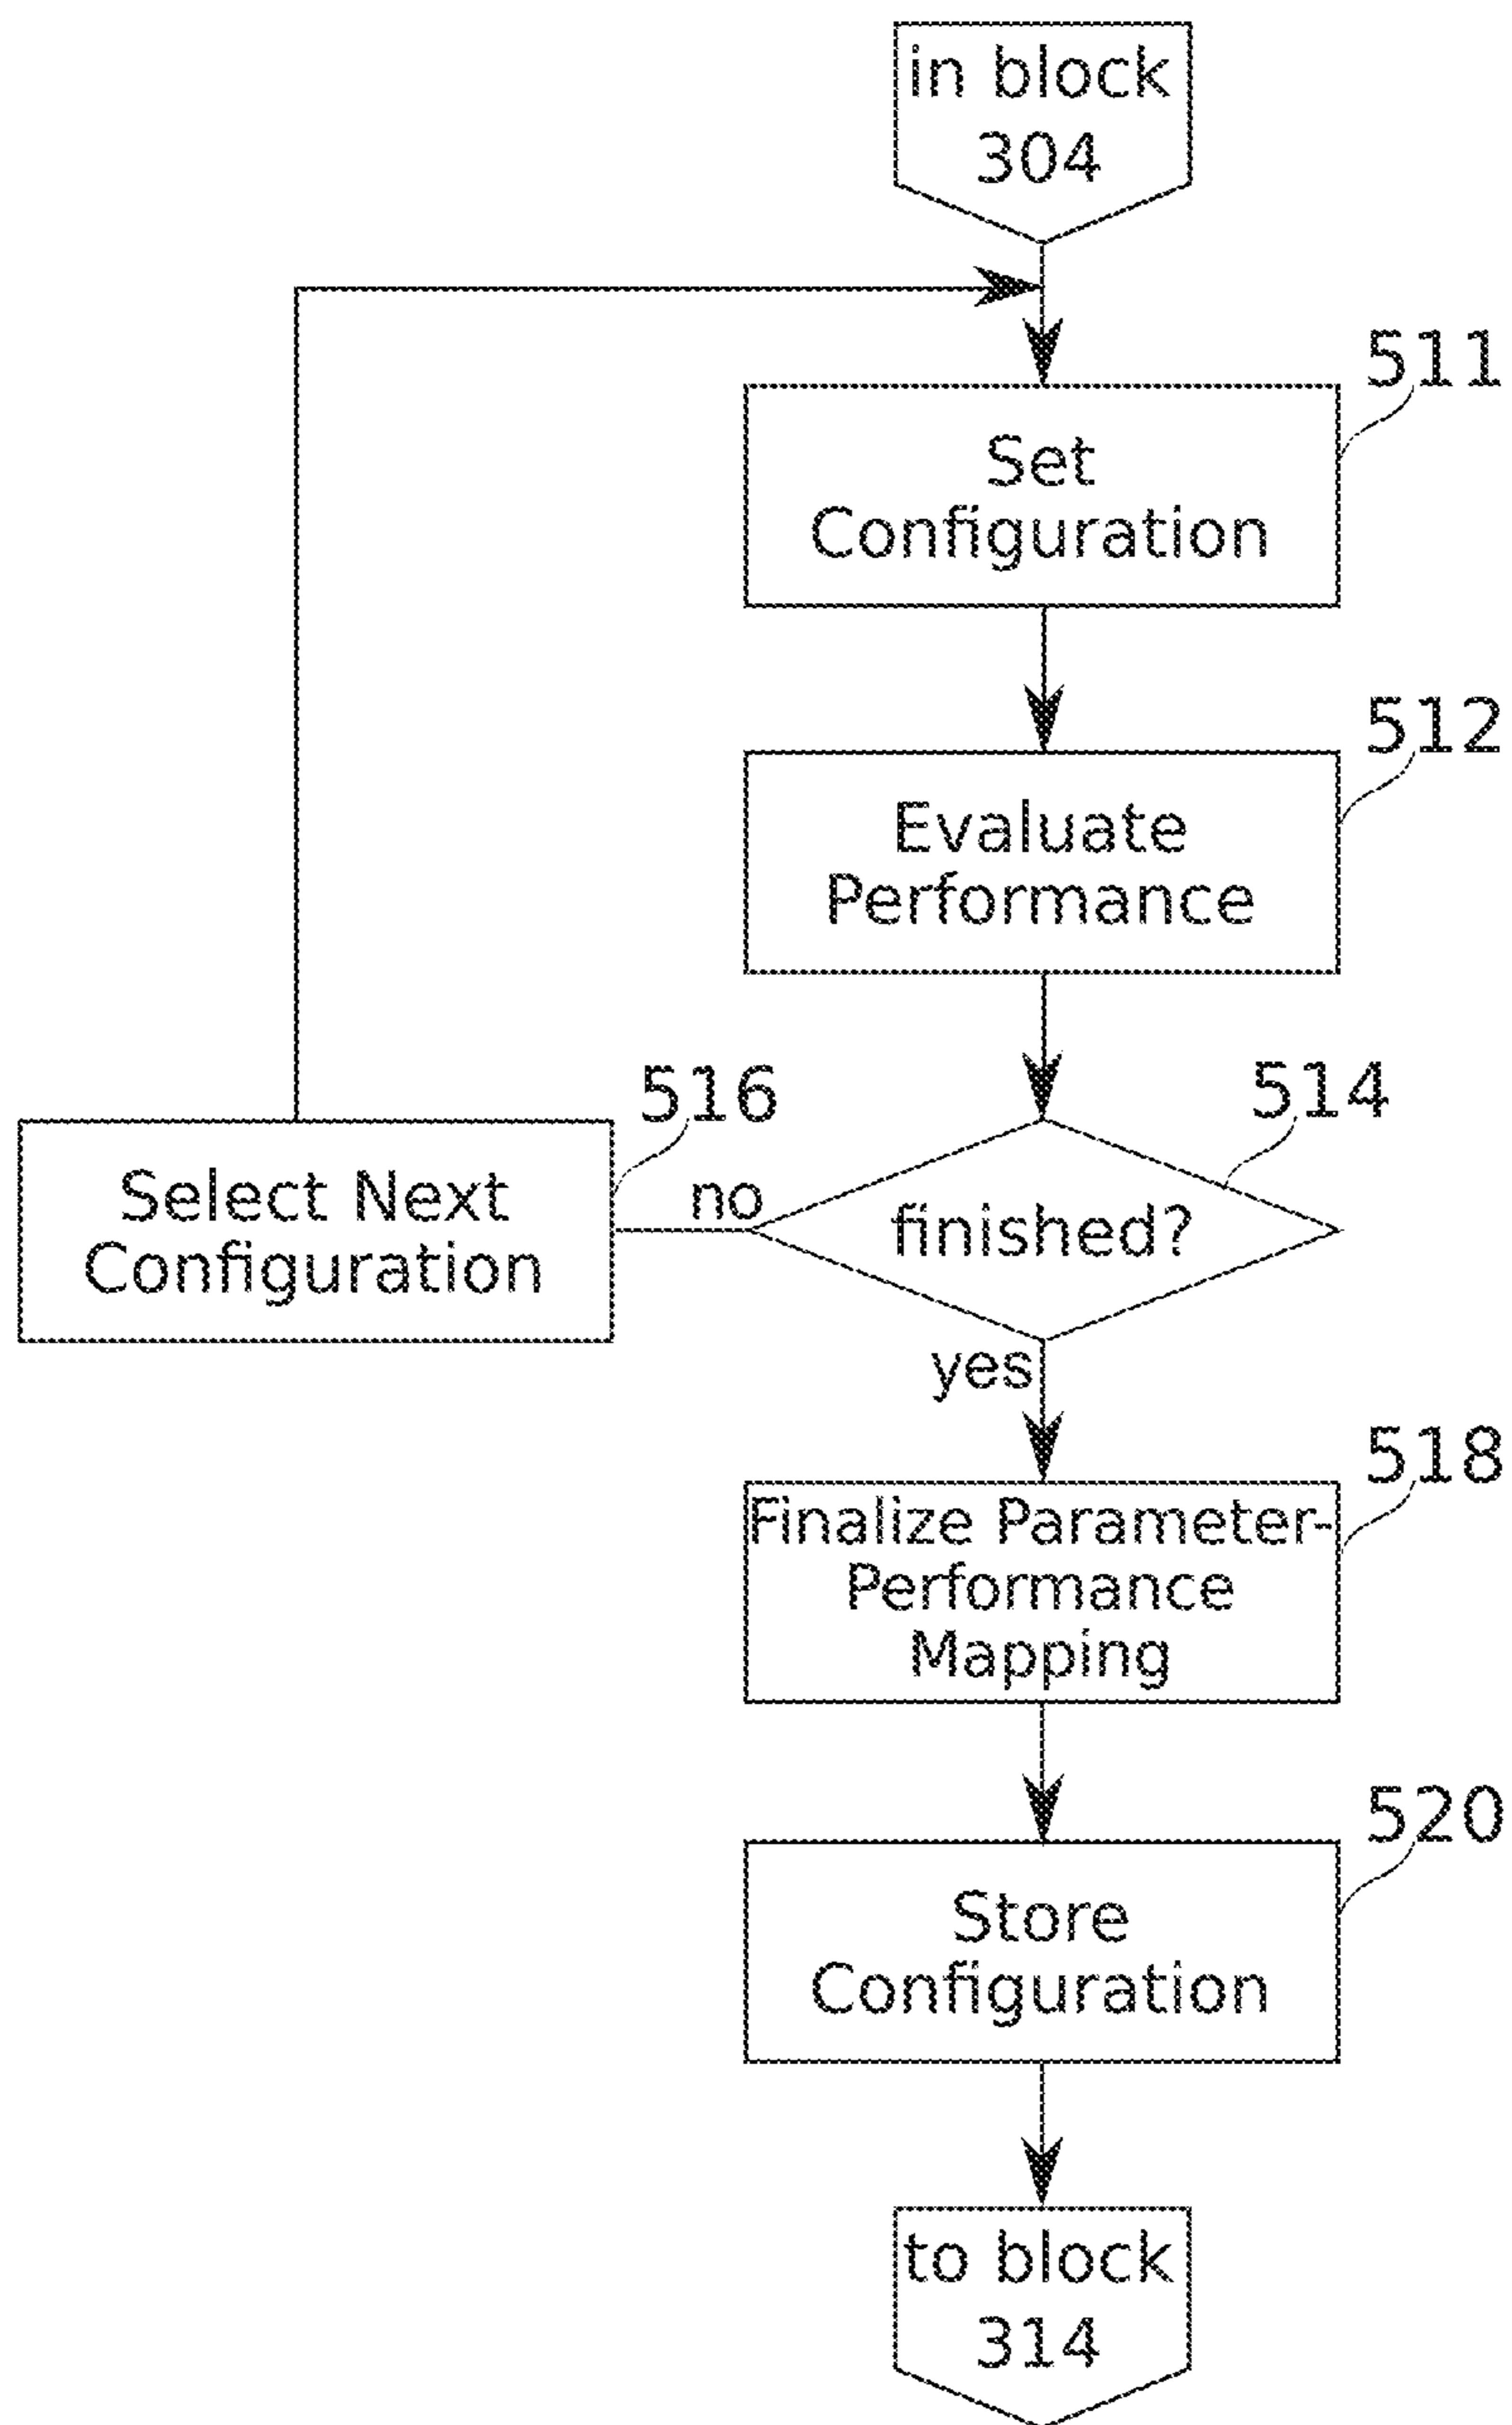 in block
304
511
Set
Configuration
512
Evaluate
Performance
516
514
Select Next
Configuration
no
finished?
yes
518
Finalize Parameter-
Performance
Mapping
520
Store
Configuration
to block
314